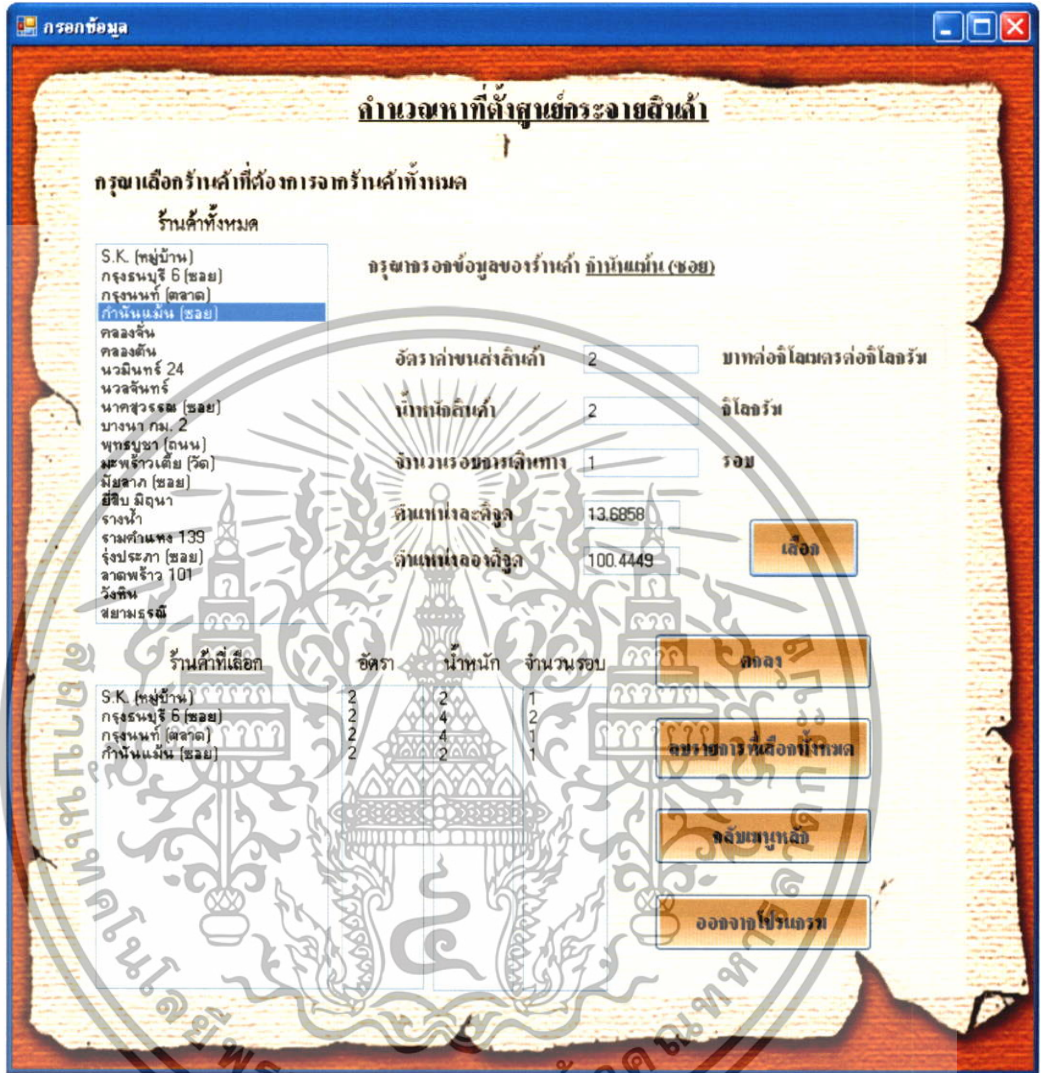 กรอกข้อมูล
คำนวณหาที่ตั้งศูนย์กระจายสินค้า
กรุณาเลือกร้านค้าที่ต้องการจากร้านค้าทั้งหมด
ร้านค้าทั้งหมด
S.K. (หมู่บ้าน)
กรุงธนบุรี 6 (ซอย)
กรุงนนท์ (ตลาด)
กำนันแม้น (ซอย)
คลองจั่น
คลองตัน
นวมินทร์ 24
นวลจันทร์
นาคสุวรรณ (ซอย)
บางนา กม. 2
พุทธบูชา (ถนน)
มะพร้าวเตี้ย (วัด)
มัยลาภ (ซอย)
ยี่สิบ มิถุนา
รางน้ำ
รามคำแหง 139
รุ่งประภา (ซอย)
ลาดพร้าว 101
วังหิน
สยามธรณี
กรุณากรอกข้อมูลของร้านค้า กำนันแม้น (ซอย)
อัตราค่าขนส่งสินค้า 2 บาทต่อกิโลเมตรต่อกิโลกรัม
น้ำหนักสินค้า 2 กิโลกรัม
จำนวนรอบการเดินทาง 1 รอบ
ตำแหน่งละติจูด 13.6858
ตำแหน่งลองติจูด 100.4449
เลือก
ร้านค้าที่เลือก อัตรา น้ำหนัก จำนวนรอบ
S.K. (หมู่บ้าน) 2 2 1
กรุงธนบุรี 6 (ซอย) 2 4 2
กรุงนนท์ (ตลาด) 2 4 1
กำนันแม้น (ซอย) 2 2 1
ตกลง
ลบรายการที่เลือกทั้งหมด
กลับเมนูหลัก
ออกจากโปรแกรม